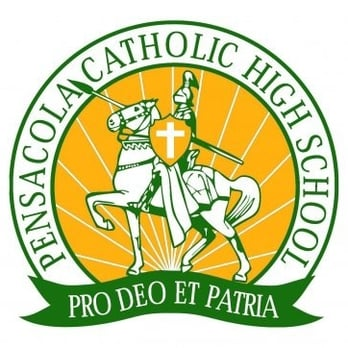 PENSACOLA CATHOLIC HIGH SCHOOL
PRO DEO ET PATRIA